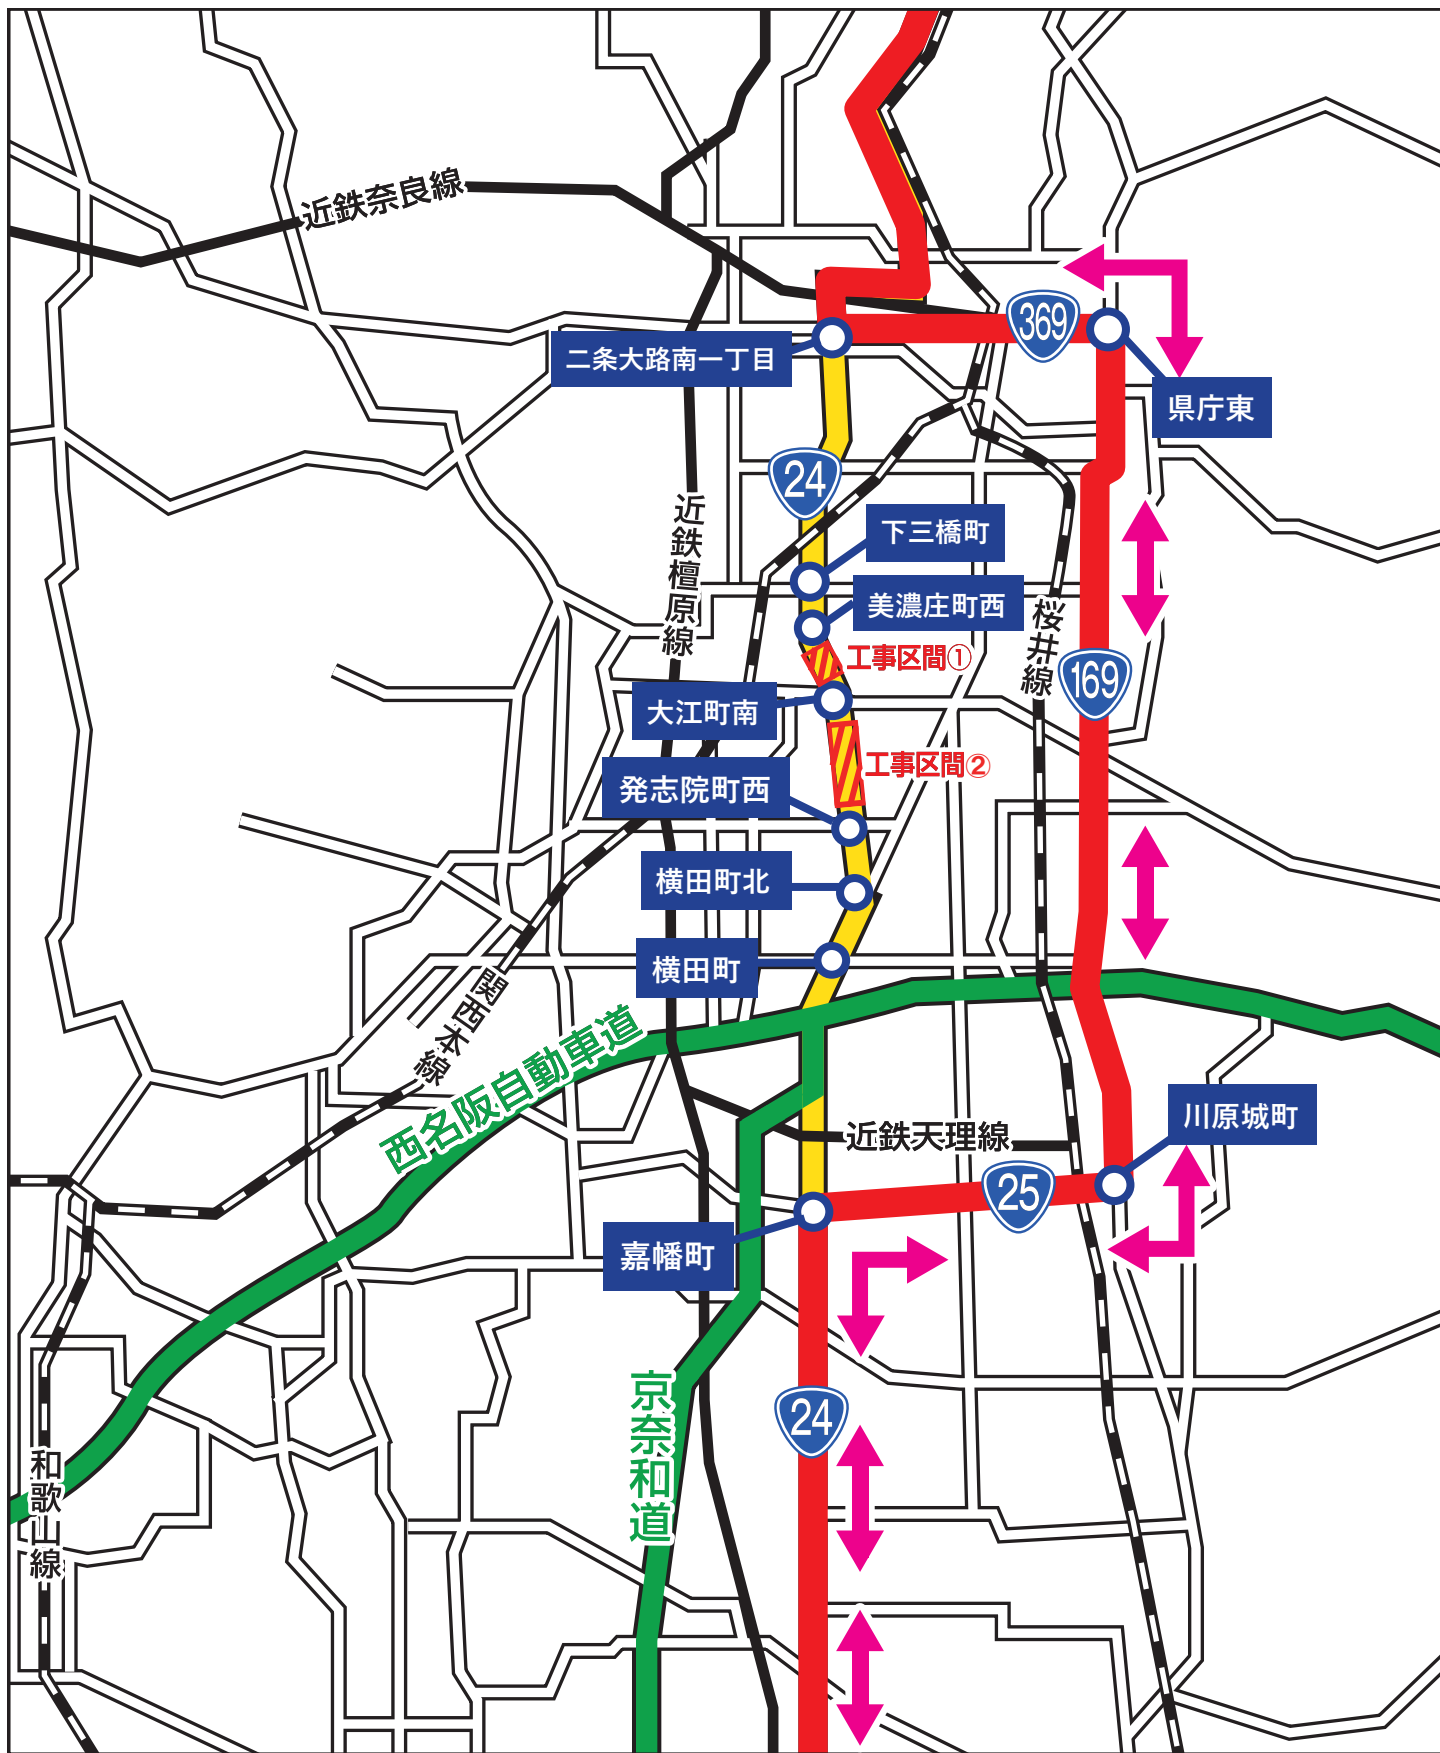 近鉄奈良線
369
二条大路南一丁目
県庁東
24
近鉄橿原線
下三橋町
美濃庄町西
桜井線
工事区間①
169
大江町南
工事区間②
発志院町西
横田町北
横田町
関西本線
西名阪自動車道
川原城町
近鉄天理線
25
嘉幡町
京奈和道
24
和歌山線